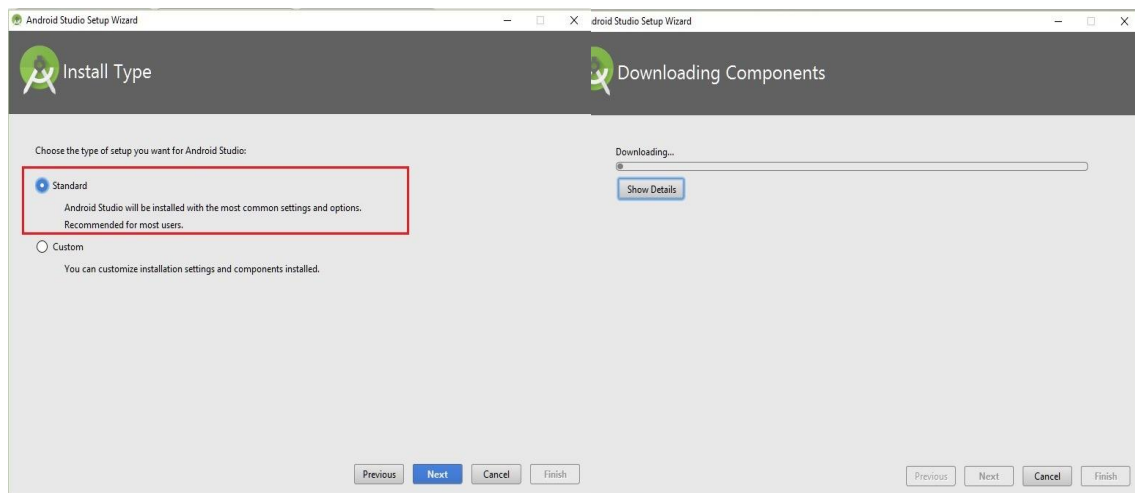 Android Studio Setup Wizard
Install Type
Choose the type of setup you want for Android Studio:
Standard
Android Studio will be installed with the most common settings and options.
Recommended for most users.
Custom
You can customize installation settings and components installed.
Previous
Next
Cancel
Finish
droid Studio Setup Wizard
Downloading Components
Downloading...
Show Details
Previous
Next
Cancel
Finish